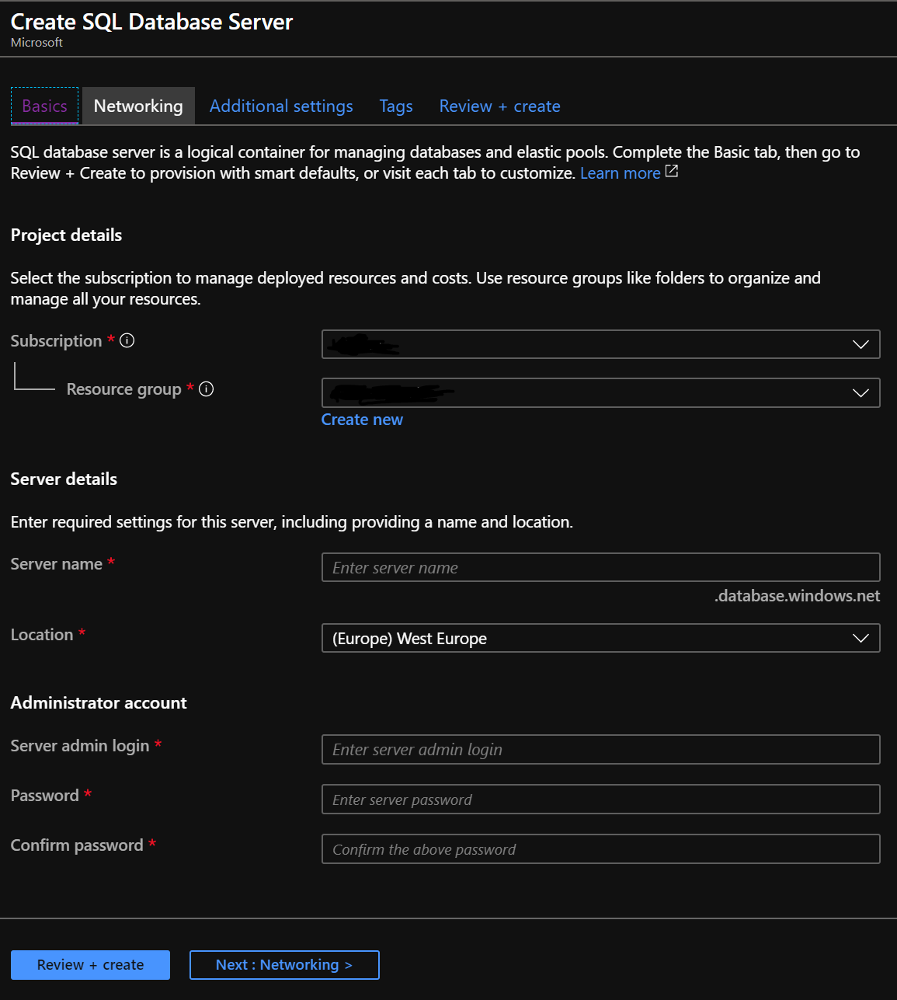 Create SQL Database Server
Microsoft
Basics Networking Additional settings Tags Review + create
SQL database server is a logical container for managing databases and elastic pools. Complete the Basic tab, then go to
Review + Create to provision with smart defaults, or visit each tab to customize. Learn more
Project details
Select the subscription to manage deployed resources and costs. Use resource groups like folders to organize and
manage all your resources.
Subscription *
Resource group *
Create new
Server details
Enter required settings for this server, including providing a name and location.
Server name * Enter server name
.database.windows.net
Location * (Europe) West Europe
Administrator account
Server admin login * Enter server admin login
Password * Enter server password
Confirm password * Confirm the above password
Review + create Next : Networking >